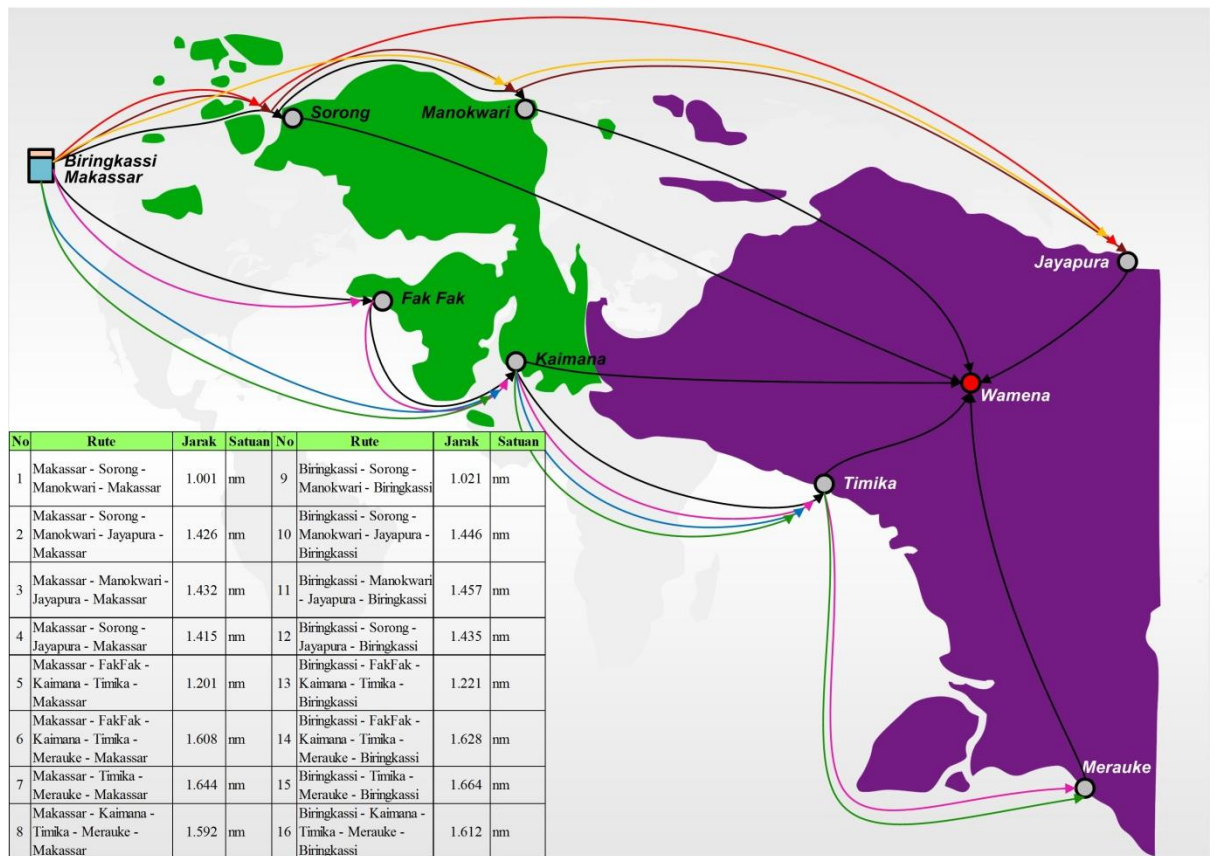 Sorong
Manokwari
Biringkassi
Makassar
Jayapura
Fak Fak
Kaimana
Wamena
Timika
Merauke
No Rute Jarak Satuan No Rute Jarak Satuan
1 Makassar - Sorong - Manokwari - Makassar 1.001 nm 9 Biringkassi - Sorong - Manokwari - Biringkassi 1.021 nm
2 Makassar - Sorong - Manokwari - Jayapura - Makassar 1.426 nm 10 Biringkassi - Sorong - Manokwari - Jayapura - Biringkassi 1.446 nm
3 Makassar - Manokwari - Jayapura - Makassar 1.432 nm 11 Biringkassi - Manokwari - Jayapura - Biringkassi 1.457 nm
4 Makassar - Sorong - Jayapura - Makassar 1.415 nm 12 Biringkassi - Sorong - Jayapura - Biringkassi 1.435 nm
5 Makassar - FakFak - Kaimana - Timika - Makassar 1.201 nm 13 Biringkassi - FakFak - Kaimana - Timika - Biringkassi 1.221 nm
6 Makassar - FakFak - Kaimana - Timika - Merauke - Makassar 1.608 nm 14 Biringkassi - FakFak - Kaimana - Timika - Merauke - Biringkassi 1.628 nm
7 Makassar - Timika - Merauke - Makassar 1.644 nm 15 Biringkassi - Timika - Merauke - Biringkassi 1.664 nm
8 Makassar - Kaimana - Timika - Merauke - Makassar 1.592 nm 16 Biringkassi - Kaimana - Timika - Merauke - Biringkassi 1.612 nm